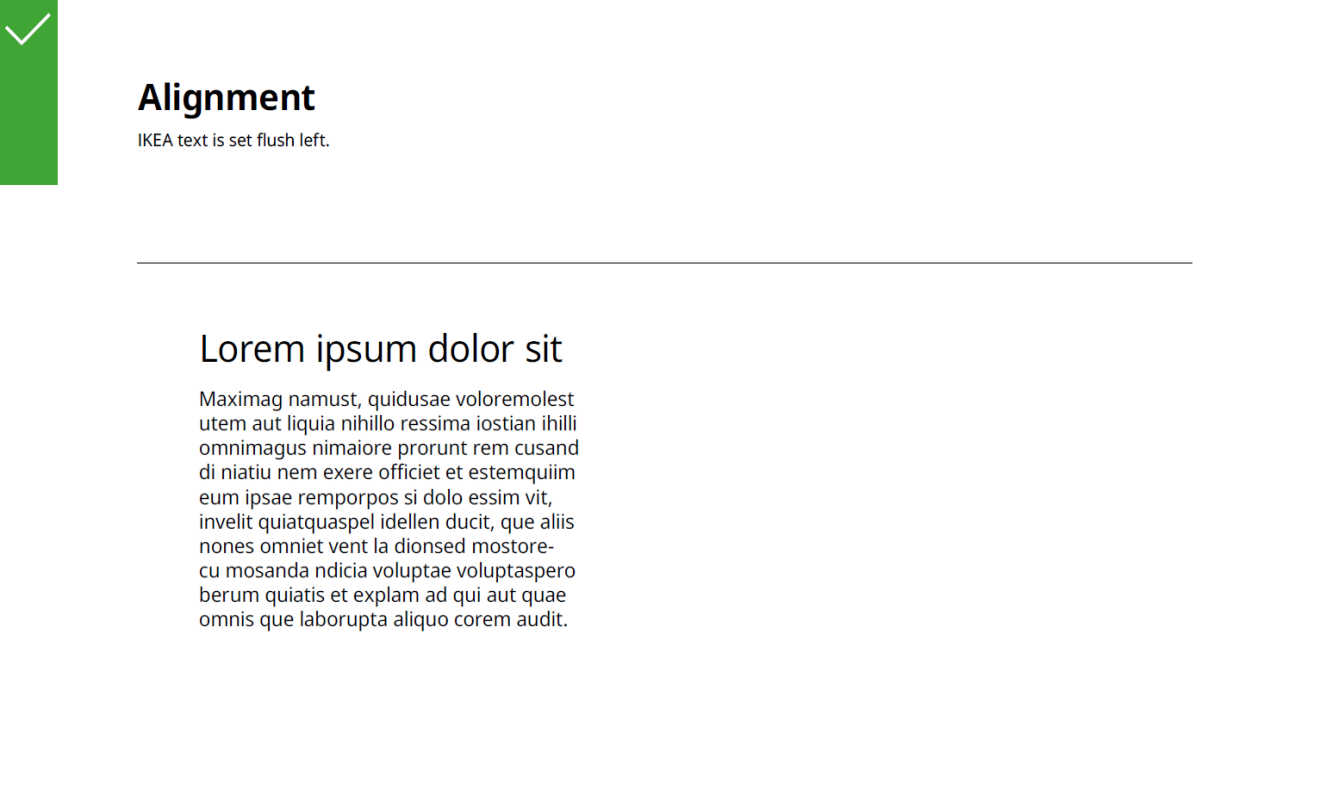 Alignment
IKEA text is set flush left.
Lorem ipsum dolor sit
Maximag namust, quidusae voloremolest
utem aut liquia nihillo ressima iostian ihilli
omnimagus nimaiore prorunt rem cusand
di niatiu nem exere officiet et estemquiim
eum ipsae remporpos si dolo essim vit,
invelit quiatquaspel idellen ducit, que aliis
nones omniet vent la dionsed mostore-
cu mosanda ndicia voluptae voluptaspero
berum quiatis et explam ad qui aut quae
omnis que laborupta aliquo corem audit.